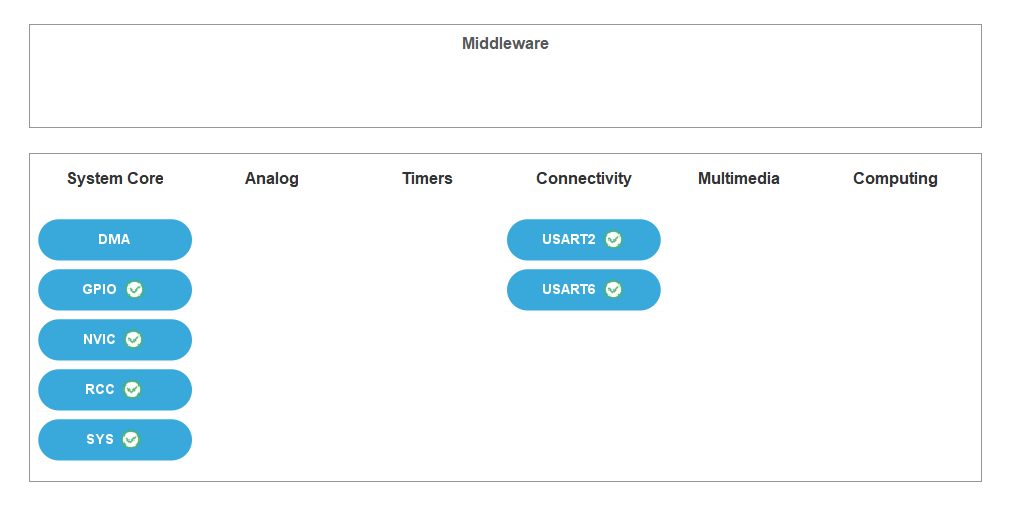 Middleware
System Core Analog Timers Connectivity Multimedia Computing
DMA USART2
GPIO USART6
NVIC
RCC
SYS